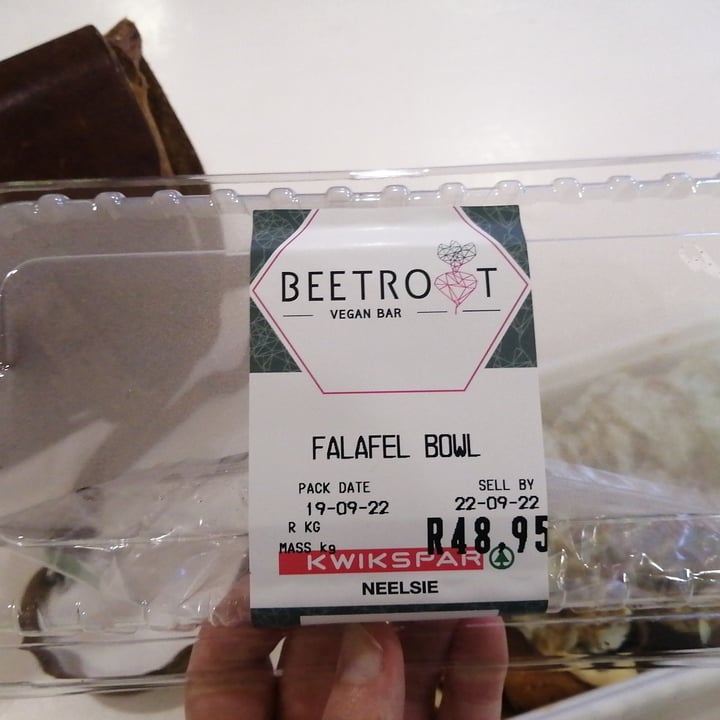 BEETROOT
VEGAN BAR
FALAFEL BOWL
PACK DATE SELL BY
19-09-22 22-09-22
R KG
MASS kg R48.95
KWIKSPAR
NEELSIE